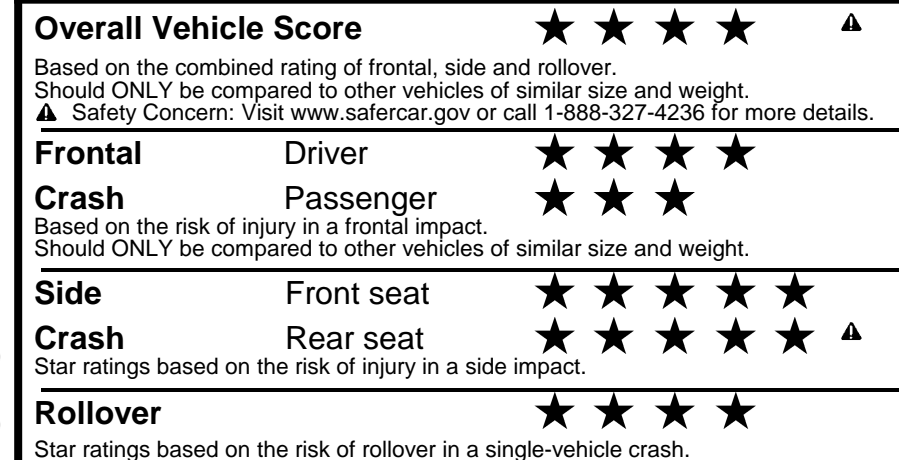 Overall Vehicle Score ★ ★ ★ ★ ⚠
Based on the combined rating of frontal, side and rollover.
Should ONLY be compared to other vehicles of similar size and weight.
⚠ Safety Concern: Visit www.safercar.gov or call 1-888-327-4236 for more details.
Frontal Driver ★ ★ ★ ★
Crash Passenger ★ ★ ★
Based on the risk of injury in a frontal impact.
Should ONLY be compared to other vehicles of similar size and weight.
Side Front seat ★ ★ ★ ★ ★
Crash Rear seat ★ ★ ★ ★ ★ ⚠
Star ratings based on the risk of injury in a side impact.
Rollover ★ ★ ★ ★
Star ratings based on the risk of rollover in a single-vehicle crash.